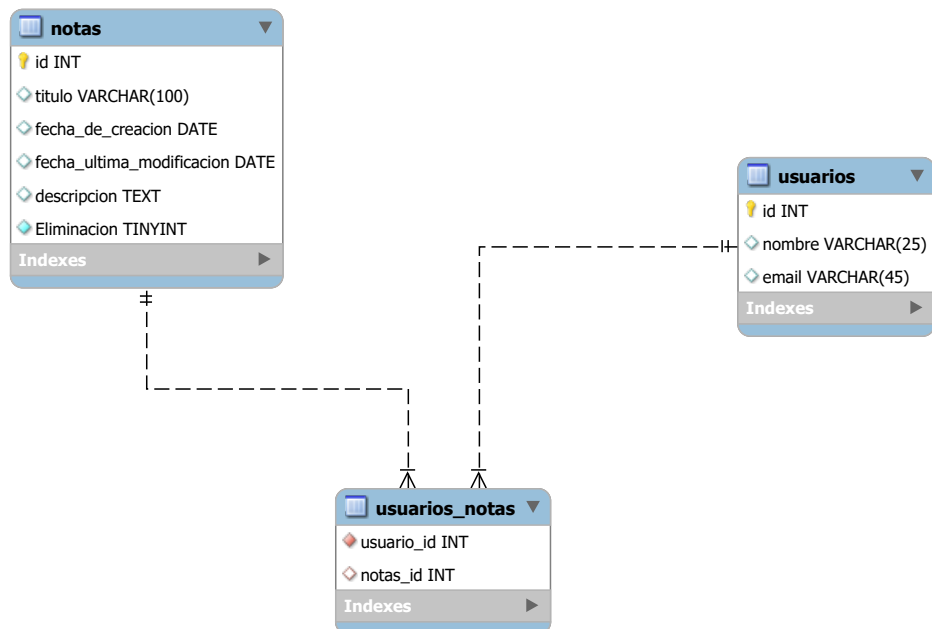 notas
id INT
titulo VARCHAR(100)
fecha_de_creacion DATE
fecha_ultima_modificacion DATE
descripcion TEXT
Eliminacion TINYINT
Indexes
usuarios
id INT
nombre VARCHAR(25)
email VARCHAR(45)
Indexes
usuarios_notas
usuario_id INT
notas_id INT
Indexes